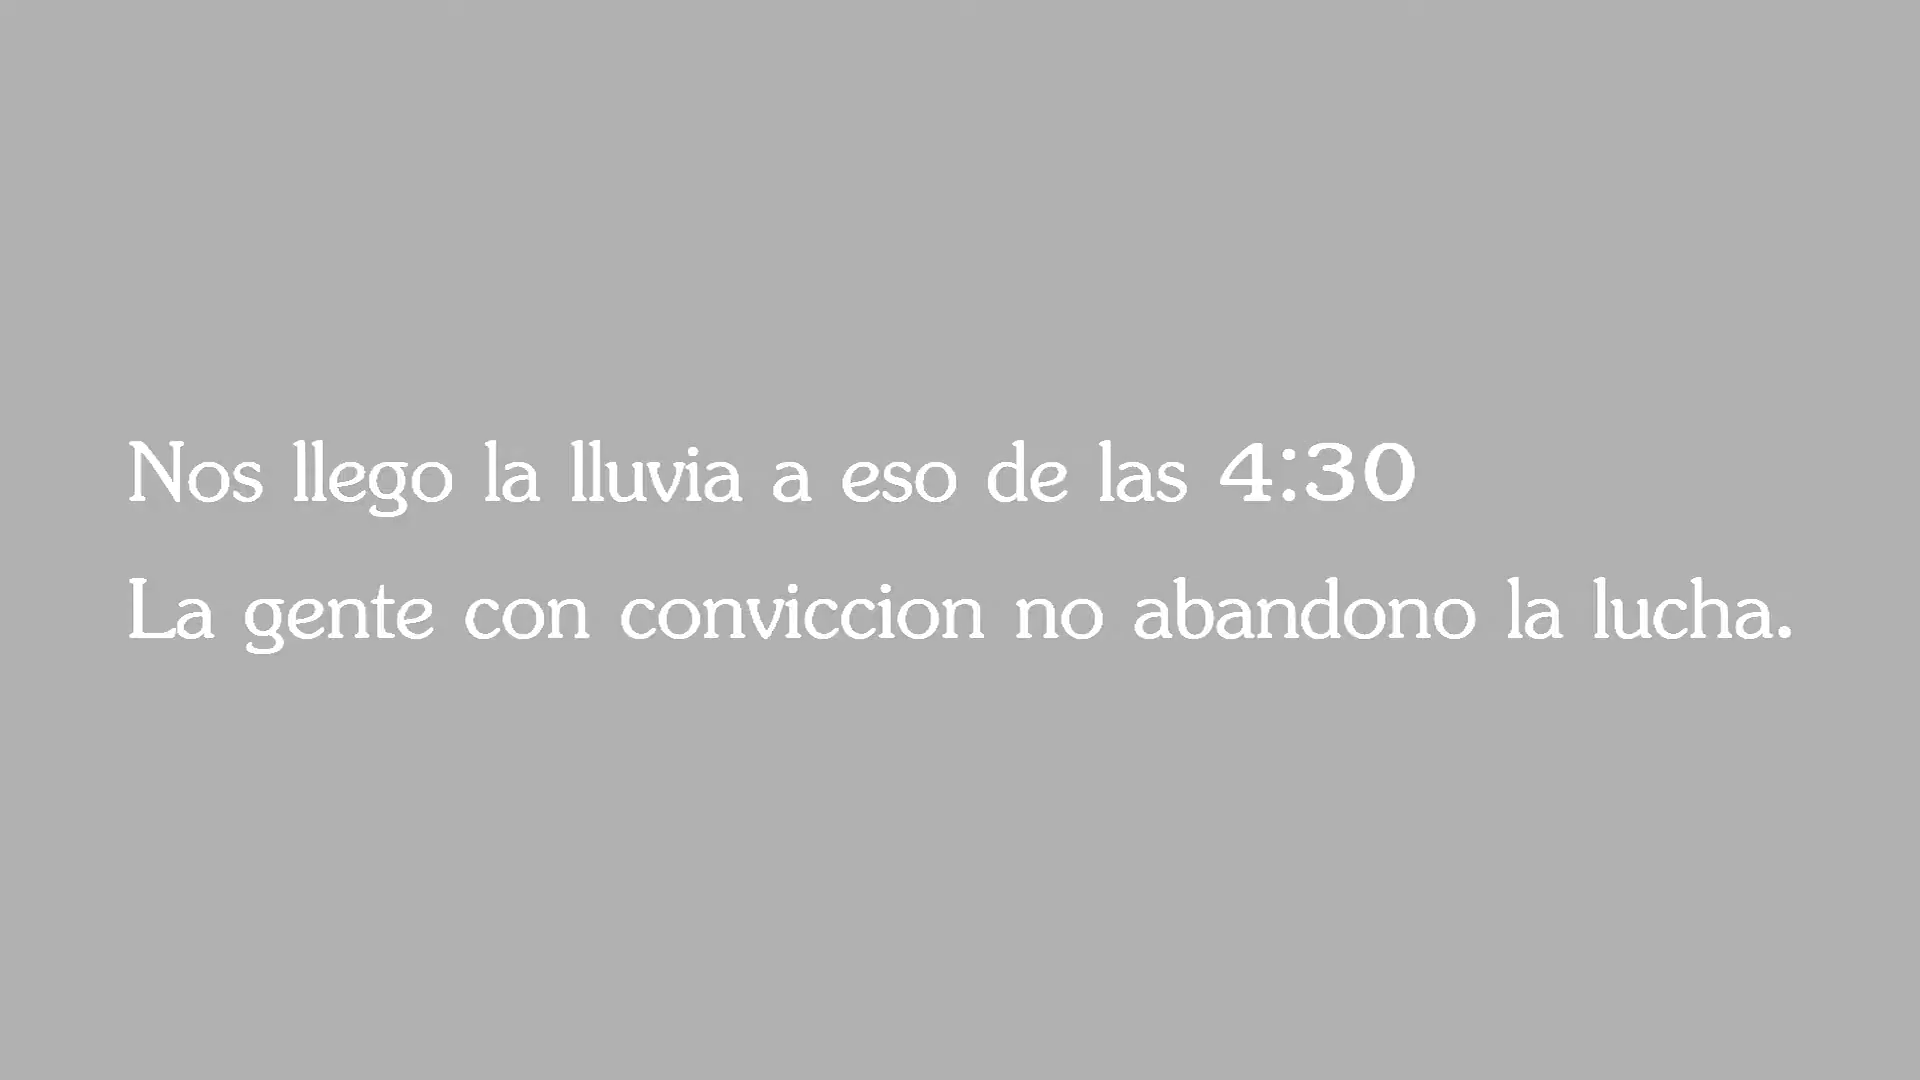 Nos llego la lluvia a eso de las 4:30
La gente con conviccion no abandono la lucha.